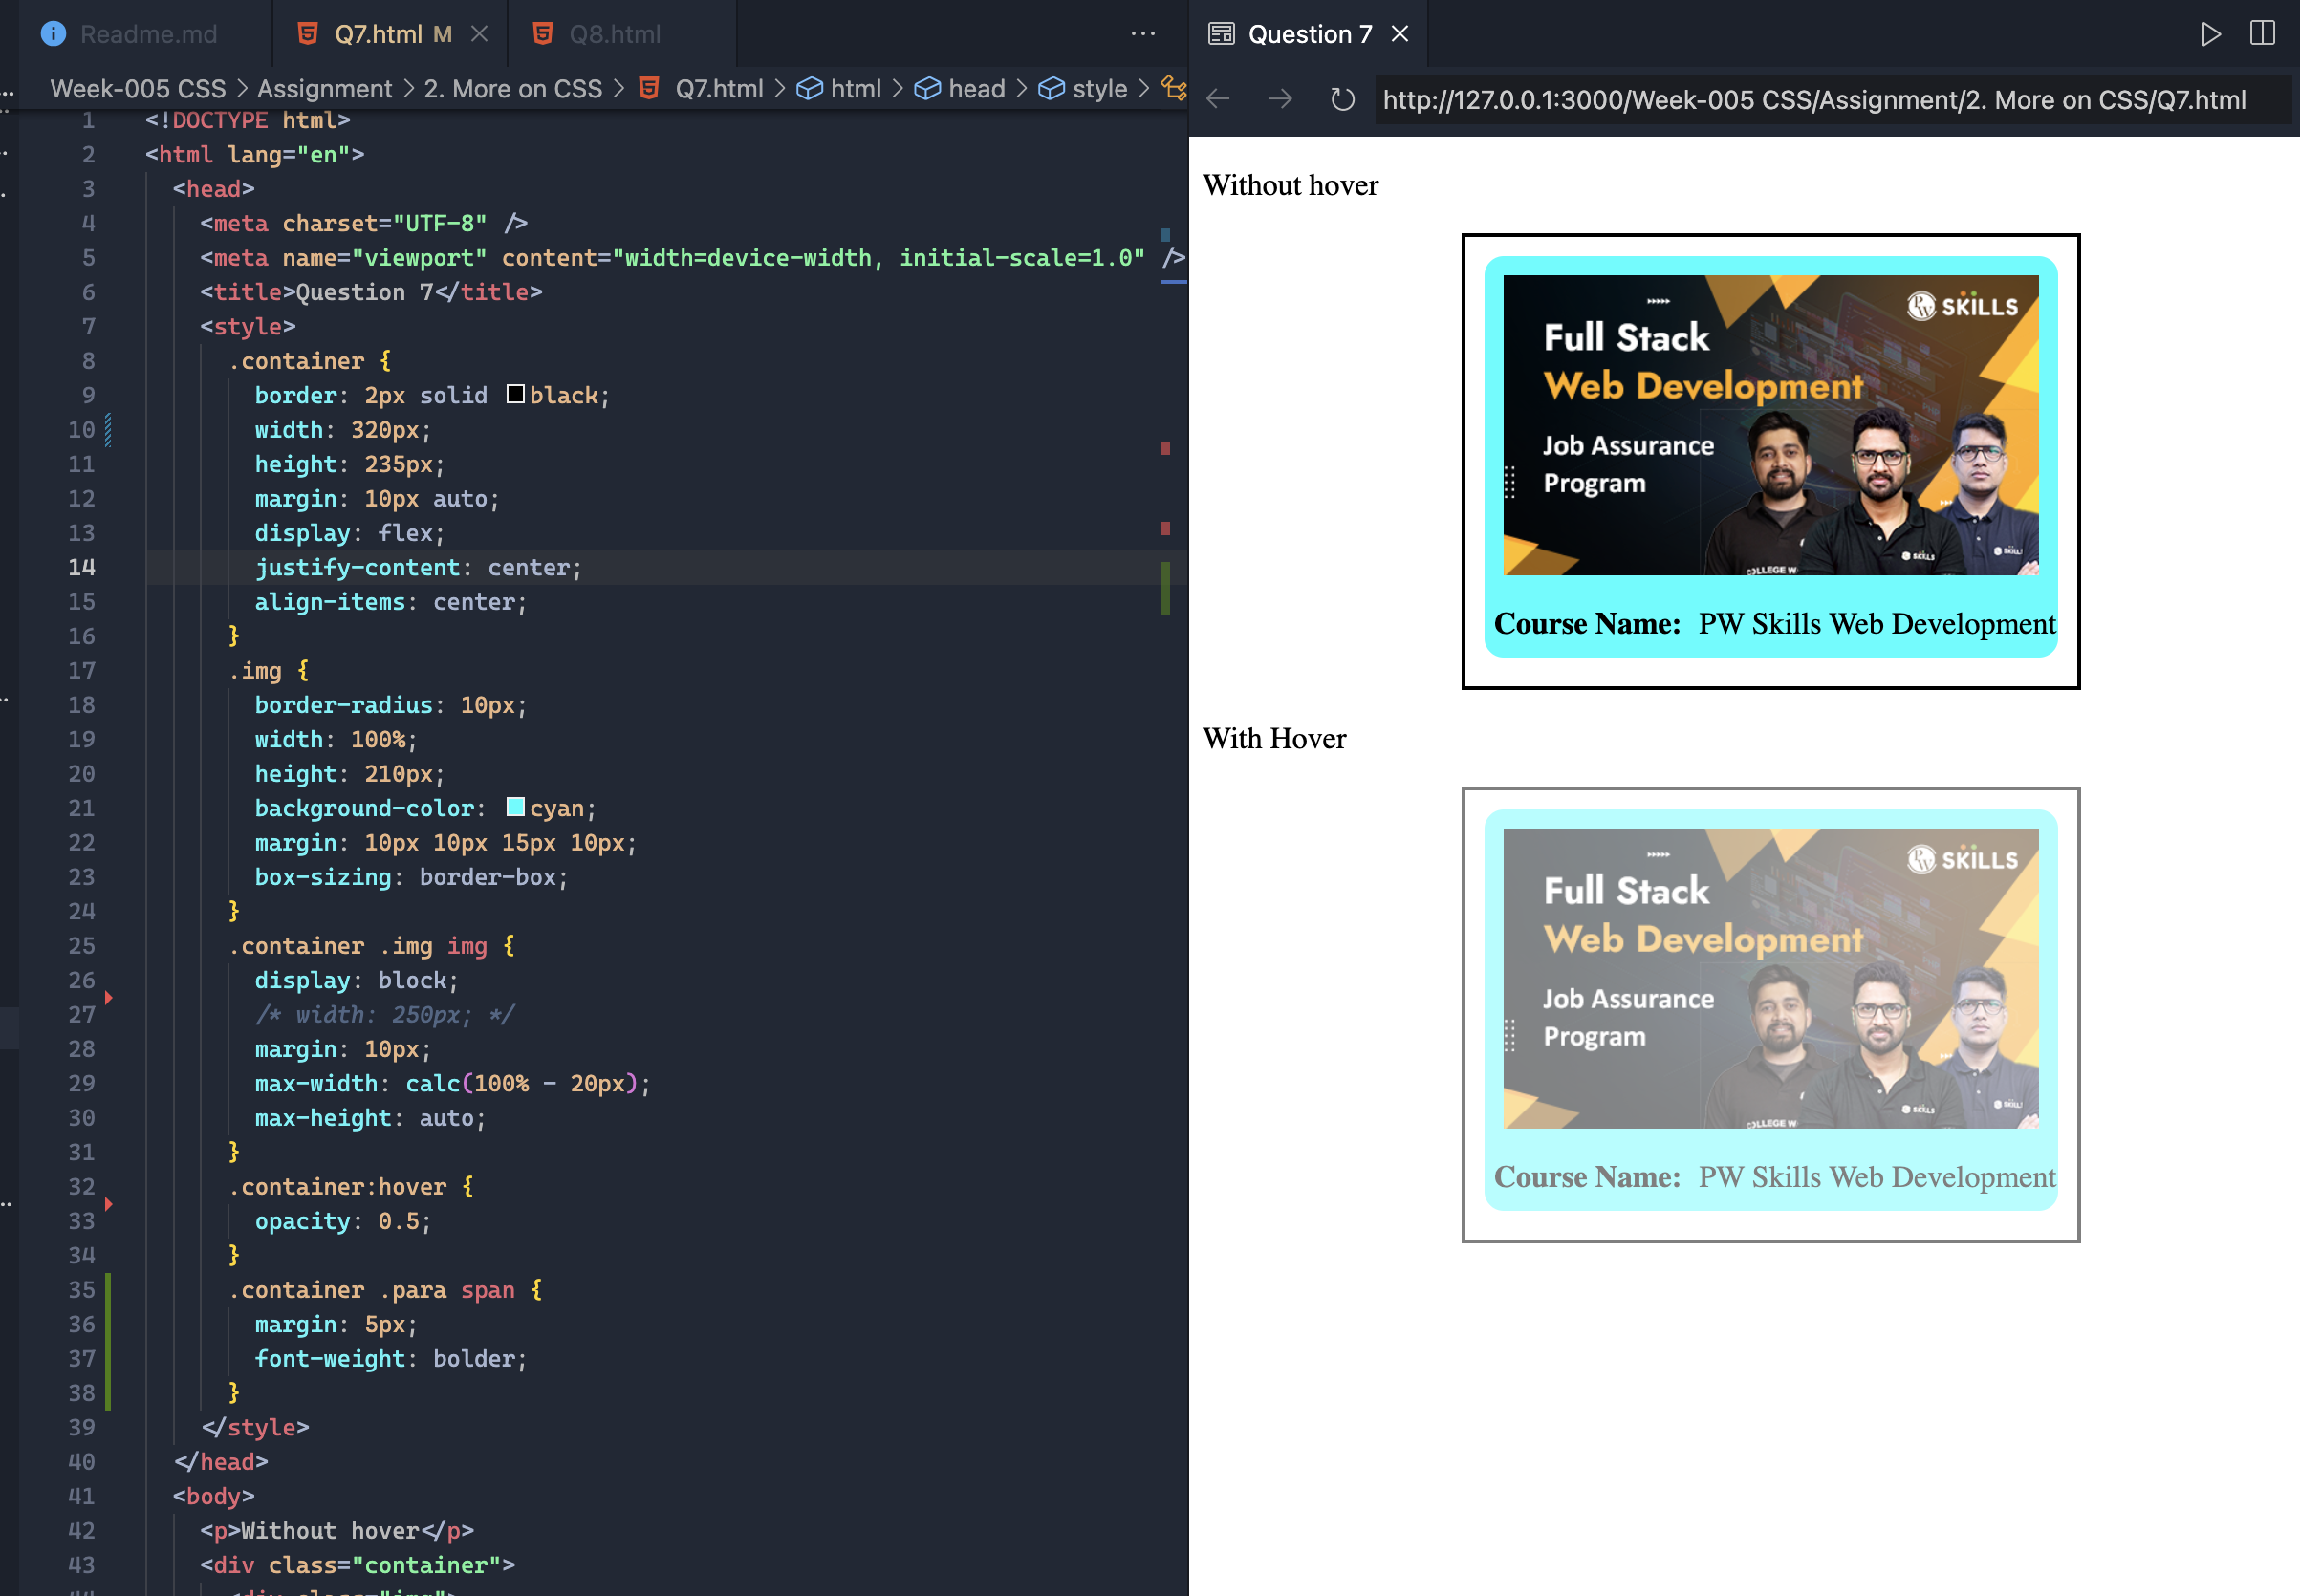 Readme.md
Q7.html M
Q8.html
Week-005 CSS > Assignment > 2. More on CSS > Q7.html > html > head > style >
1 <!DOCTYPE html>
2 <html lang="en">
3 <head>
4 <meta charset="UTF-8" />
5 <meta name="viewport" content="width=device-width, initial-scale=1.0" />
6 <title>Question 7</title>
7 <style>
8 .container {
9 border: 2px solid black;
10 width: 320px;
11 height: 235px;
12 margin: 10px auto;
13 display: flex;
14 justify-content: center;
15 align-items: center;
16 }
17 .img {
18 border-radius: 10px;
19 width: 100%;
20 height: 210px;
21 background-color: cyan;
22 margin: 10px 10px 15px 10px;
23 box-sizing: border-box;
24 }
25 .container .img img {
26 display: block;
27 /* width: 250px; */
28 margin: 10px;
29 max-width: calc(100% - 20px);
30 max-height: auto;
31 }
32 .container:hover {
33 opacity: 0.5;
34 }
35 .container .para span {
36 margin: 5px;
37 font-weight: bolder;
38 }
39 </style>
40 </head>
41 <body>
42 <p>Without hover</p>
43 <div class="container">
Question 7
http://127.0.0.1:3000/Week-005 CSS/Assignment/2. More on CSS/Q7.html
Without hover
PW SKILLS
Full Stack
Web Development
Job Assurance
Program
SKILLS
Course Name: PW Skills Web Development
With Hover
PW SKILLS
Full Stack
Web Development
Job Assurance
Program
SKILLS
Course Name: PW Skills Web Development